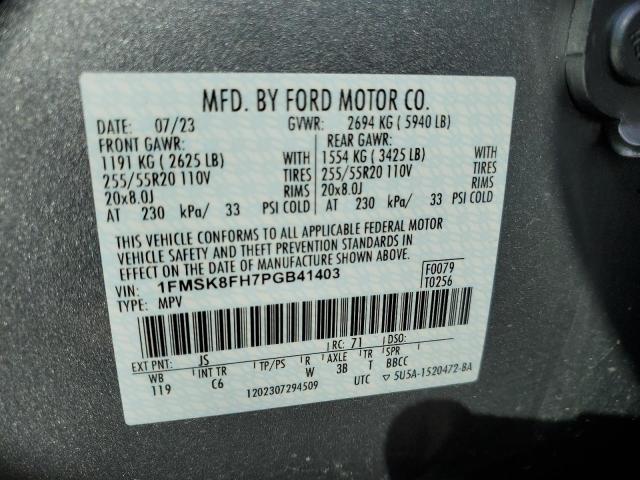 MFD. BY FORD MOTOR CO.
DATE: 07/23 GVWR: 2694 KG ( 5940 LB)
FRONT GAWR: REAR GAWR:
1191 KG ( 2625 LB) WITH 1554 KG ( 3425 LB) WITH
255/55R20 110V TIRES 255/55R20 110V TIRES
20x8.0J RIMS 20x8.0J RIMS
AT 230 kPa/ 33 PSI COLD AT 230 kPa/ 33 PSI COLD
THIS VEHICLE CONFORMS TO ALL APPLICABLE FEDERAL MOTOR
VEHICLE SAFETY AND THEFT PREVENTION STANDARDS IN
EFFECT ON THE DATE OF MANUFACTURE SHOWN ABOVE.
VIN: 1FMSK8FH7PGB41403 F0079
TYPE: MPV T0256
EXT PNT: JS RC: 71 DSO:
WB INT TR TP/PS R AXLE TR SPR
119 C6 W 3B T BBCC
1202307294509 UTC ▽ 5U5A-1520472-BA